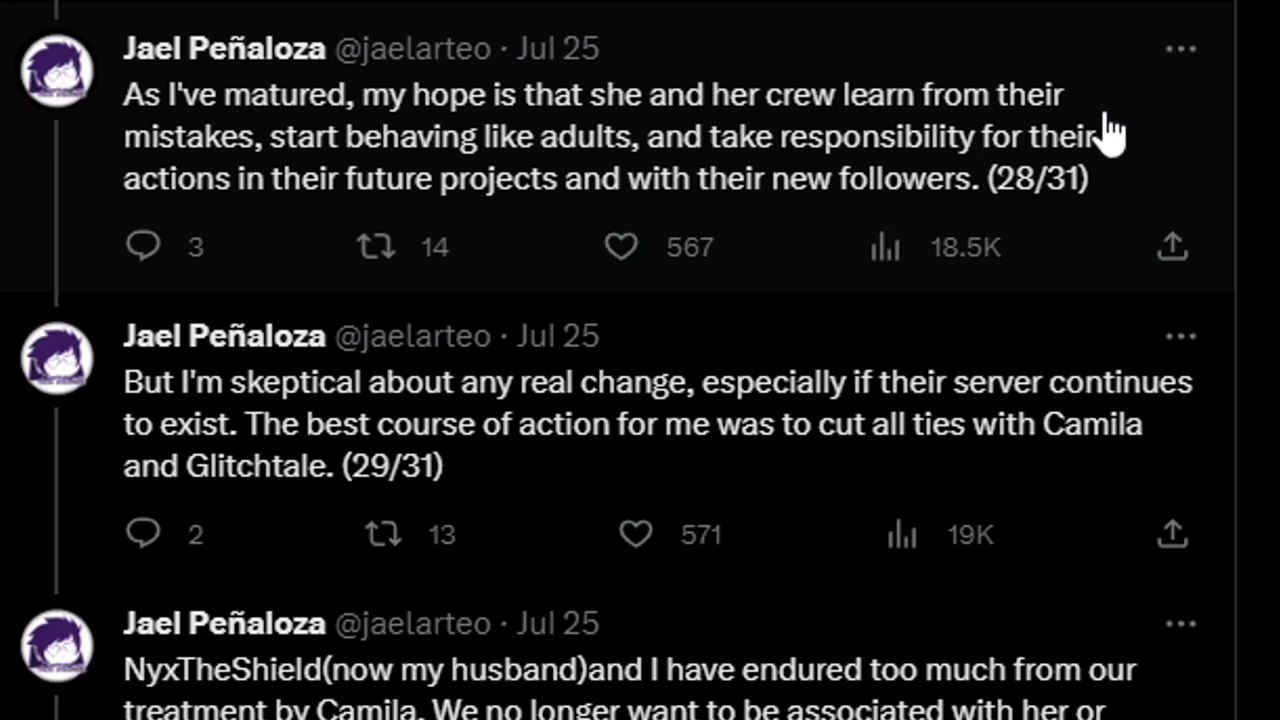 Jael Peñaloza @jaelarteo · Jul 25
As I've matured, my hope is that she and her crew learn from their
mistakes, start behaving like adults, and take responsibility for their
actions in their future projects and with their new followers. (28/31)
3 14 567 18.5K
Jael Peñaloza @jaelarteo · Jul 25
But I'm skeptical about any real change, especially if their server continues
to exist. The best course of action for me was to cut all ties with Camila
and Glitchtale. (29/31)
2 13 571 19K
Jael Peñaloza @jaelarteo · Jul 25
NyxTheShield(now my husband)and I have endured too much from our
treatment by Camila. We no longer want to be associated with her or